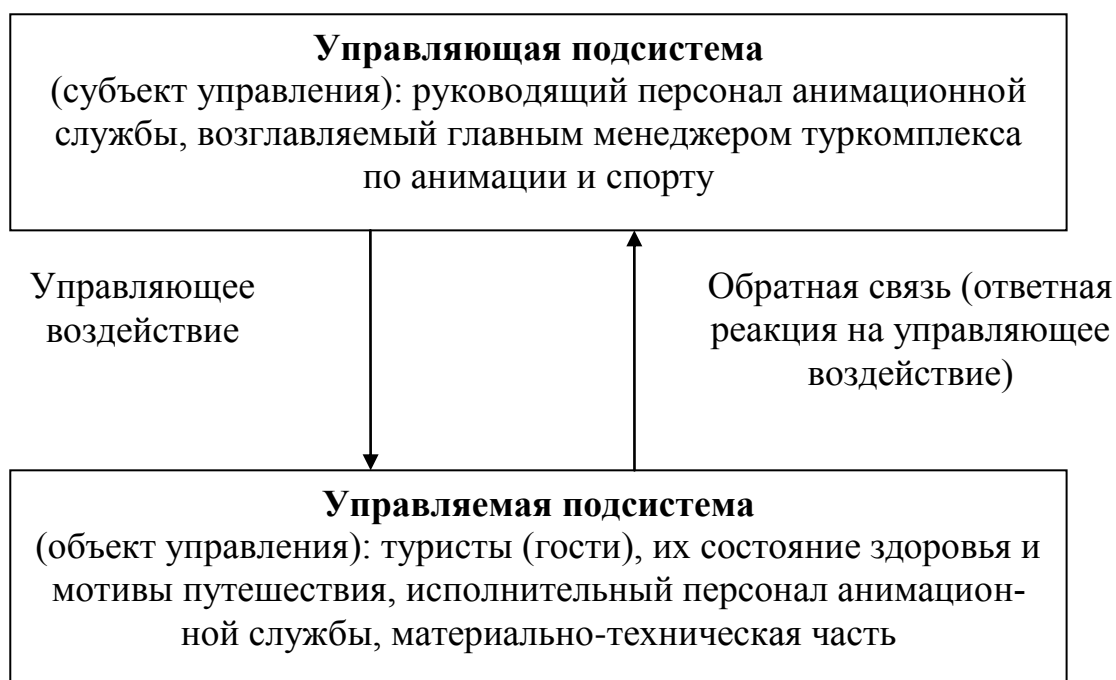 Управляющая подсистема
(субъект управления): руководящий персонал анимационной
службы, возглавляемый главным менеджером туркомплекса
по анимации и спорту
Управляющее
воздействие
Обратная связь (ответная
реакция на управляющее
воздействие)
Управляемая подсистема
(объект управления): туристы (гости), их состояние здоровья и
мотивы путешествия, исполнительный персонал анимацион-
ной службы, материально-техническая часть